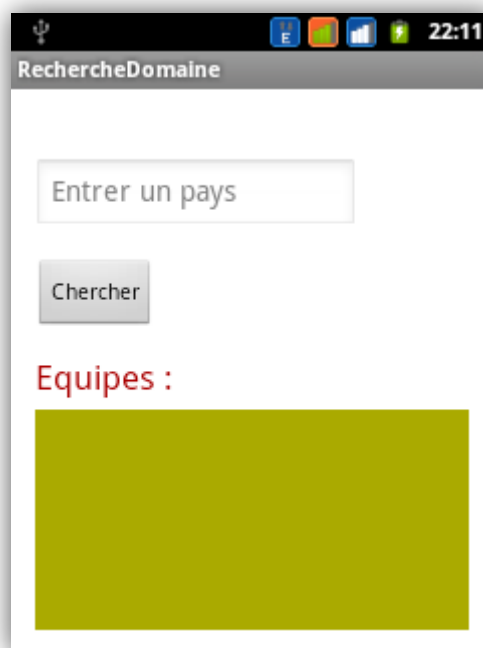 E 22:11
RechercheDomaine
Entrer un pays
Chercher
Equipes :